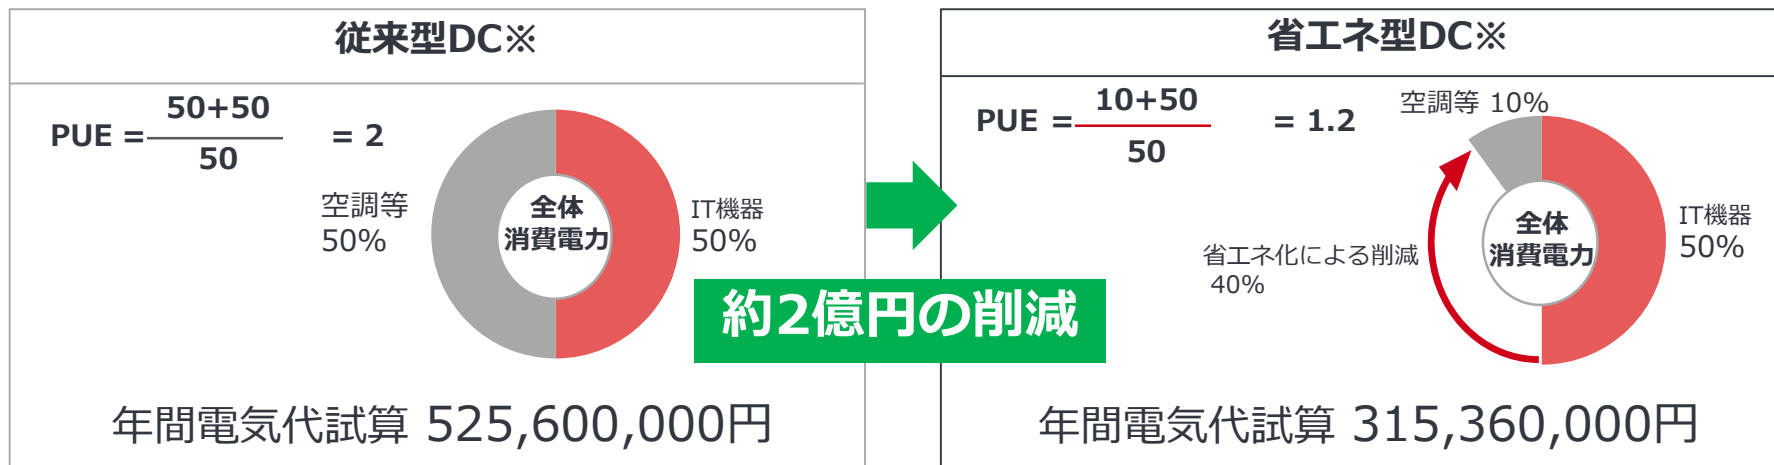 従来型DC※
50+50
PUE = = 2
50
空調等
50%
全体
消費電力
IT機器
50%
年間電気代試算 525,600,000円
約2億円の削減
省エネ型DC※
10+50
PUE = = 1.2
50
空調等 10%
全体
消費電力
IT機器
50%
省エネ化による削減
40%
年間電気代試算 315,360,000円